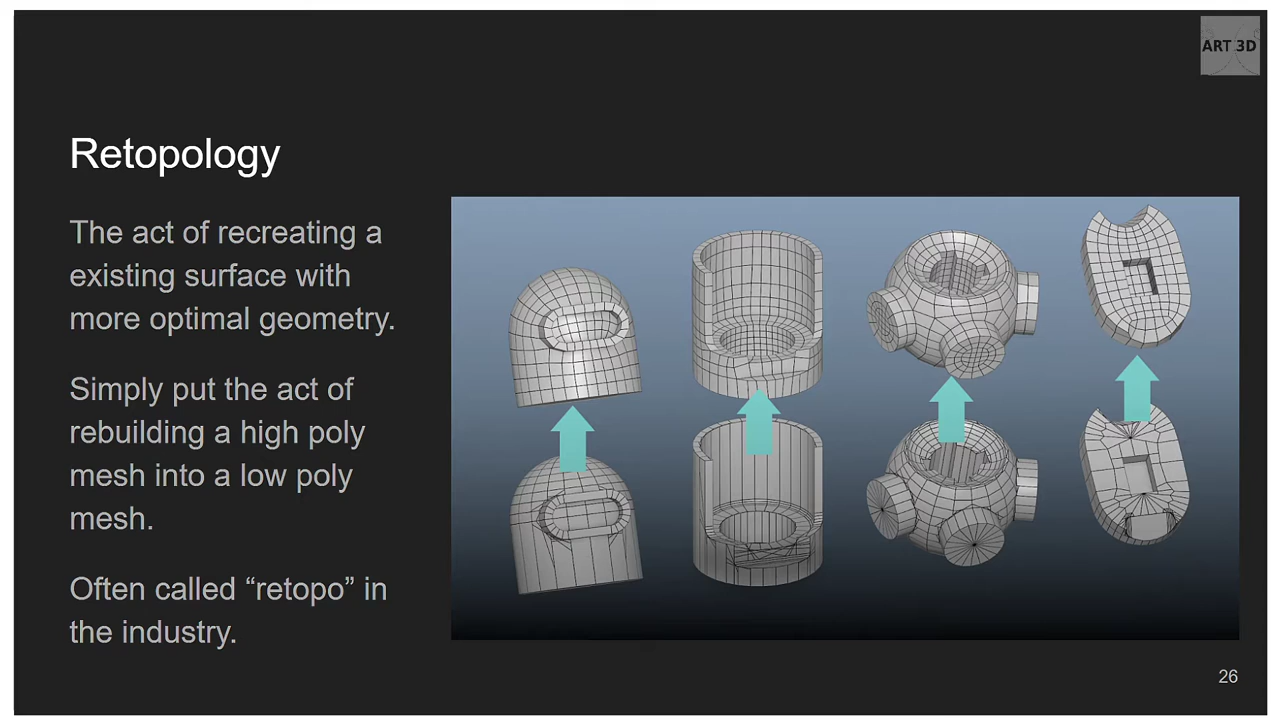 ART 3D
Retopology
The act of recreating a
existing surface with
more optimal geometry.
Simply put the act of
rebuilding a high poly
mesh into a low poly
mesh.
Often called “retopo” in
the industry.
26